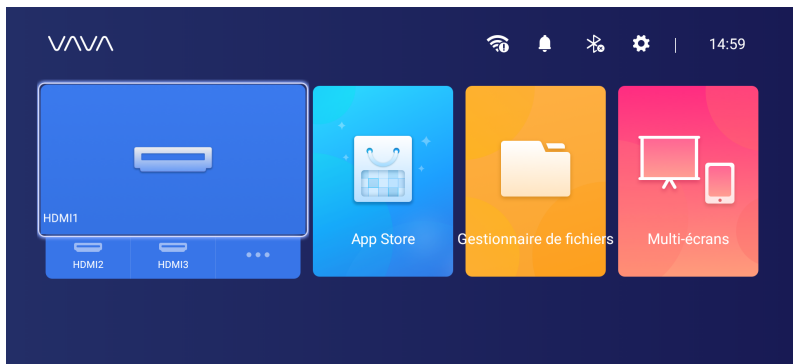 VAVA
14:59
HDMI1
HDMI2
HDMI3
App Store
Gestionnaire de fichiers
Multi-écrans